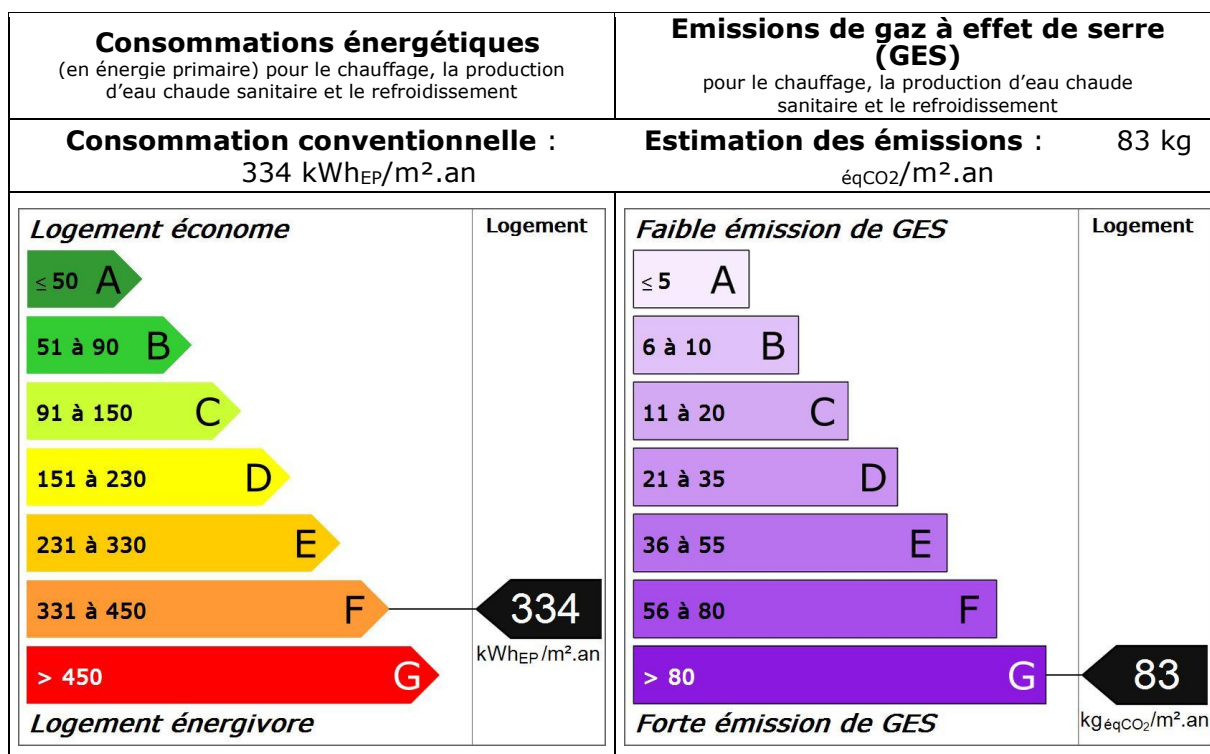 Consommations énergétiques
(en énergie primaire) pour le chauffage, la production
d'eau chaude sanitaire et le refroidissement
Emissions de gaz à effet de serre
(GES)
pour le chauffage, la production d'eau chaude
sanitaire et le refroidissement
Consommation conventionnelle :
334 kWhEP/m².an
Estimation des émissions : 83 kg
éqCO2/m².an
Logement économe Logement
≤ 50 A
51 à 90 B
91 à 150 C
151 à 230 D
231 à 330 E
331 à 450 F 334
kWhEP/m².an
> 450 G
Logement énergivore
Faible émission de GES Logement
≤ 5 A
6 à 10 B
11 à 20 C
21 à 35 D
36 à 55 E
56 à 80 F
> 80 G 83
Forte émission de GES kgéqCO2/m².an